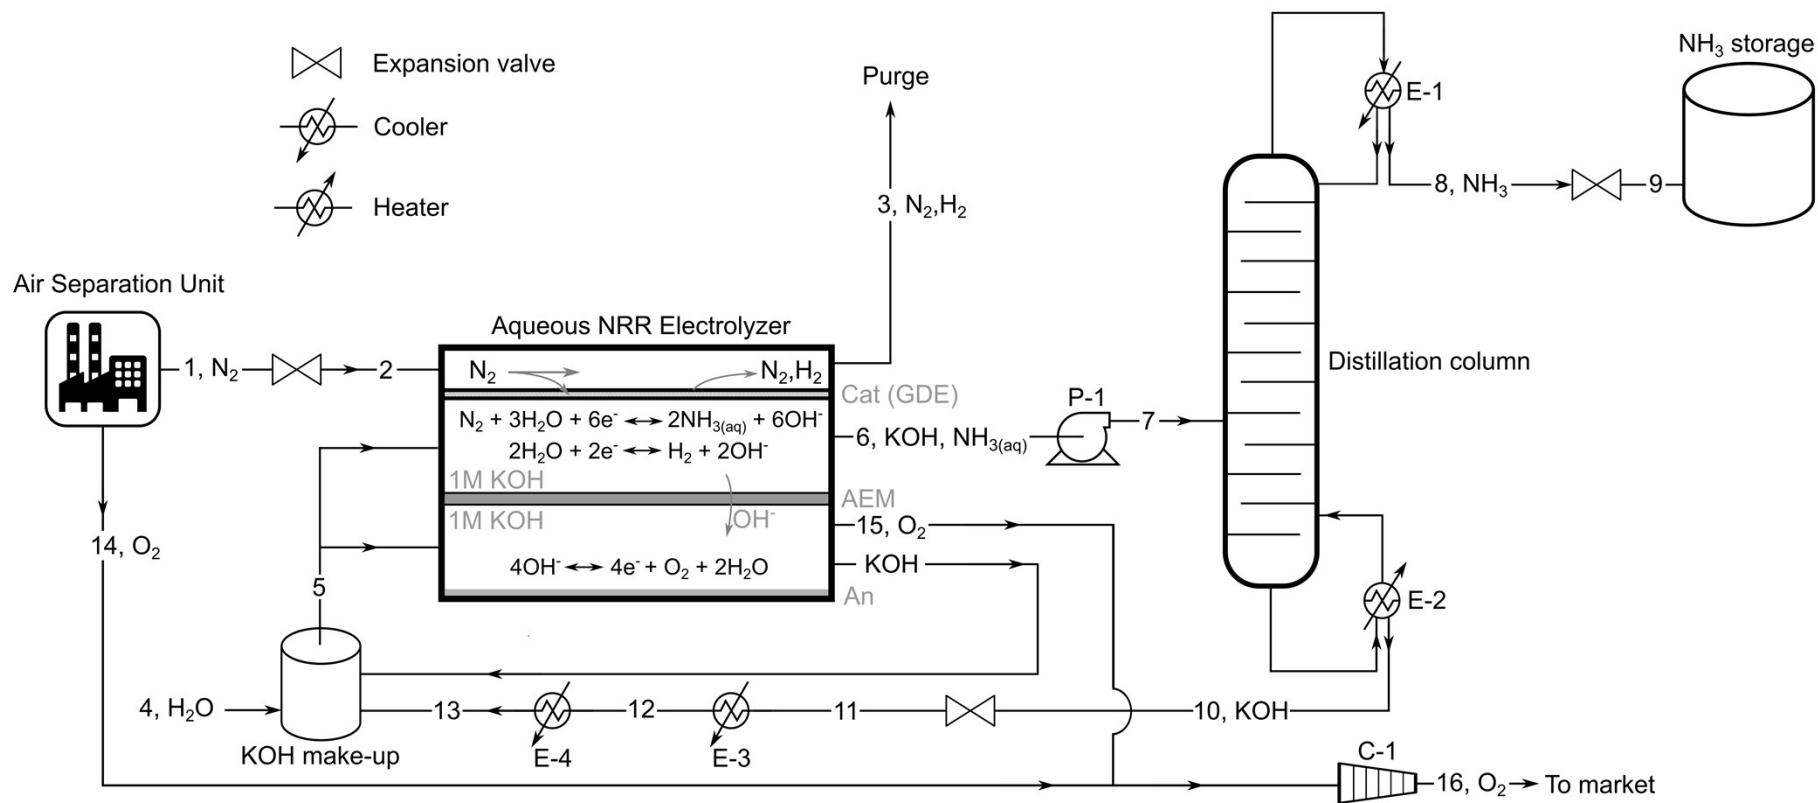 Expansion valve
Cooler
Heater
Purge
3, N₂,H₂
E-1
NH₃ storage
8, NH₃
9
Air Separation Unit
1, N₂
2
Aqueous NRR Electrolyzer
N₂
N₂,H₂
Cat (GDE)
N₂ + 3H₂O + 6e⁻ ↔ 2NH₃₍aq₎ + 6OH⁻
2H₂O + 2e⁻ ↔ H₂ + 2OH⁻
1M KOH
AEM
1M KOH
OH⁻
4OH⁻ ↔ 4e⁻ + O₂ + 2H₂O
An
6, KOH, NH₃₍aq₎
P-1
7
Distillation column
15, O₂
KOH
14, O₂
5
E-2
4, H₂O
KOH make-up
13
E-4
12
E-3
11
10, KOH
C-1
16, O₂
To market